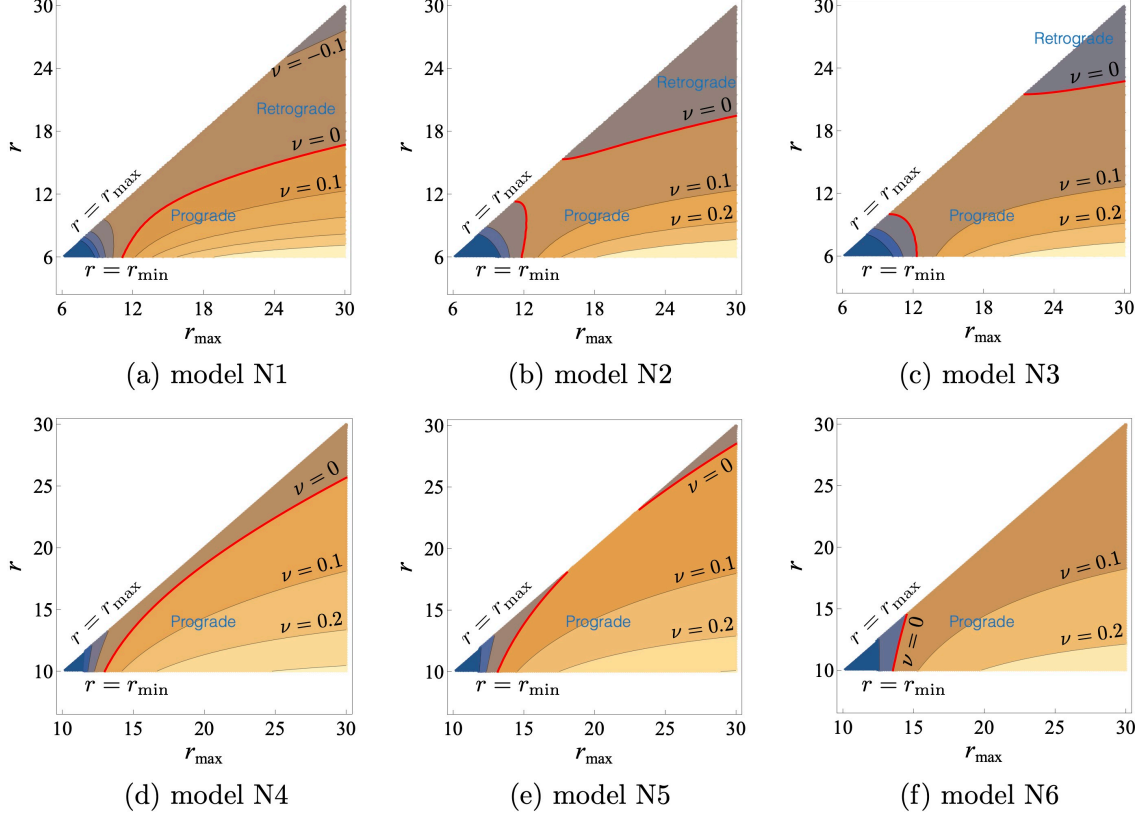 30
24
18
12
6
r
6
12
18
24
30
r_max
ν = −0.1
Retrograde
ν = 0
ν = 0.1
Prograde
r = r_max
r = r_min
(a) model N1
30
24
18
12
6
r
6
12
18
24
30
r_max
Retrograde
ν = 0
ν = 0.1
Prograde
ν = 0.2
r = r_max
r = r_min
(b) model N2
30
24
18
12
6
r
6
12
18
24
30
r_max
Retrograde
ν = 0
ν = 0.1
Prograde
ν = 0.2
r = r_max
r = r_min
(c) model N3
30
25
20
15
10
r
10
15
20
25
30
r_max
ν = 0
ν = 0.1
Prograde
ν = 0.2
r = r_max
r = r_min
(d) model N4
30
25
20
15
10
r
10
15
20
25
30
r_max
ν = 0
ν = 0.1
Prograde
ν = 0.2
r = r_max
r = r_min
(e) model N5
30
25
20
15
10
r
10
15
20
25
30
r_max
ν = 0.1
Prograde
ν = 0.2
ν = 0
r = r_max
r = r_min
(f) model N6